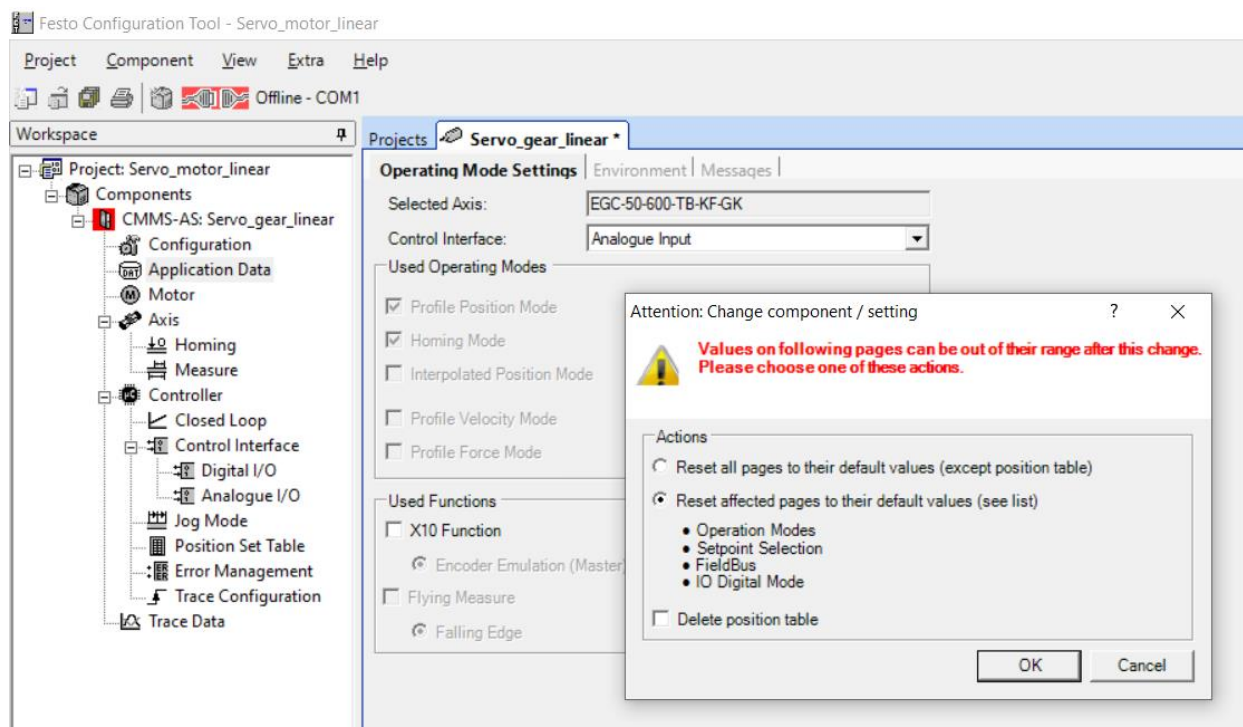 Festo Configuration Tool - Servo_motor_linear
Project Component View Extra Help
Offline - COM1
Workspace
Project: Servo_motor_linear
Components
CMMS-AS: Servo_gear_linear
Configuration
DAT Application Data
M Motor
Axis
Homing
Measure
µC Controller
Closed Loop
Control Interface
Digital I/O
Analogue I/O
Jog Mode
Position Set Table
Error Management
Trace Configuration
Trace Data
Projects Servo_gear_linear *
Operating Mode Settings Environment Messages
Selected Axis: EGC-50-600-TB-KF-GK
Control Interface: Analogue Input
Used Operating Modes
Profile Position Mode
Homing Mode
Interpolated Position Mode
Profile Velocity Mode
Profile Force Mode
Used Functions
X10 Function
Encoder Emulation (Master)
Flying Measure
Falling Edge
Attention: Change component / setting ?
Values on following pages can be out of their range after this change.
Please choose one of these actions.
Actions
Reset all pages to their default values (except position table)
Reset affected pages to their default values (see list)
• Operation Modes
• Setpoint Selection
• FieldBus
• IO Digital Mode
Delete position table
OK Cancel